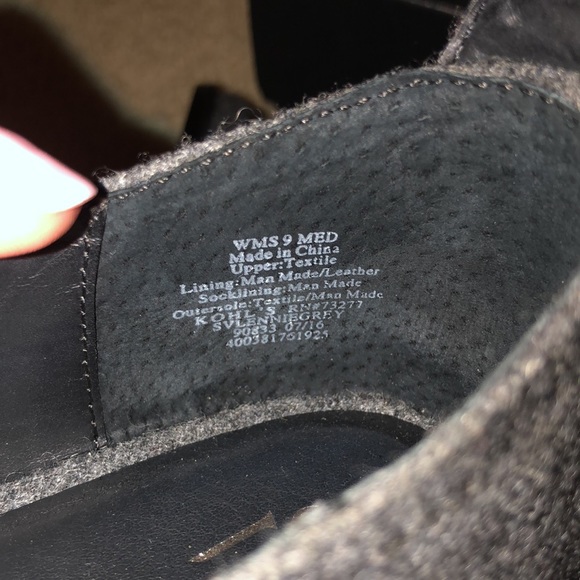 WMS 9 MED
Made in China
Upper:Textile
Lining:Man Made/Leather
Socklining:Man Made
Outersole:Textile/Man Made
KOHL'S RN#73277
SVLENNIEGREY
90833 07/16
400381761925